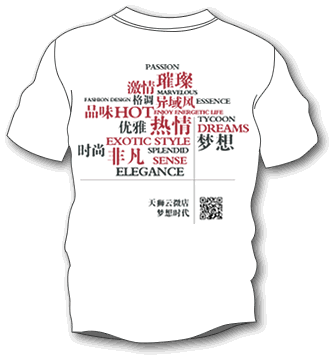 PASSION
激情 璀璨
MARVELOUS
FASHION DESIGN 格调 异域风 ESSENCE
品味 HOT ENJOY ENERGETIC LIFE
优雅 热情 TYCOON
DREAMS
EXOTIC STYLE 梦想
时尚 非凡 SPLENDID
SENSE
ELEGANCE
天狮云微店
梦想时代